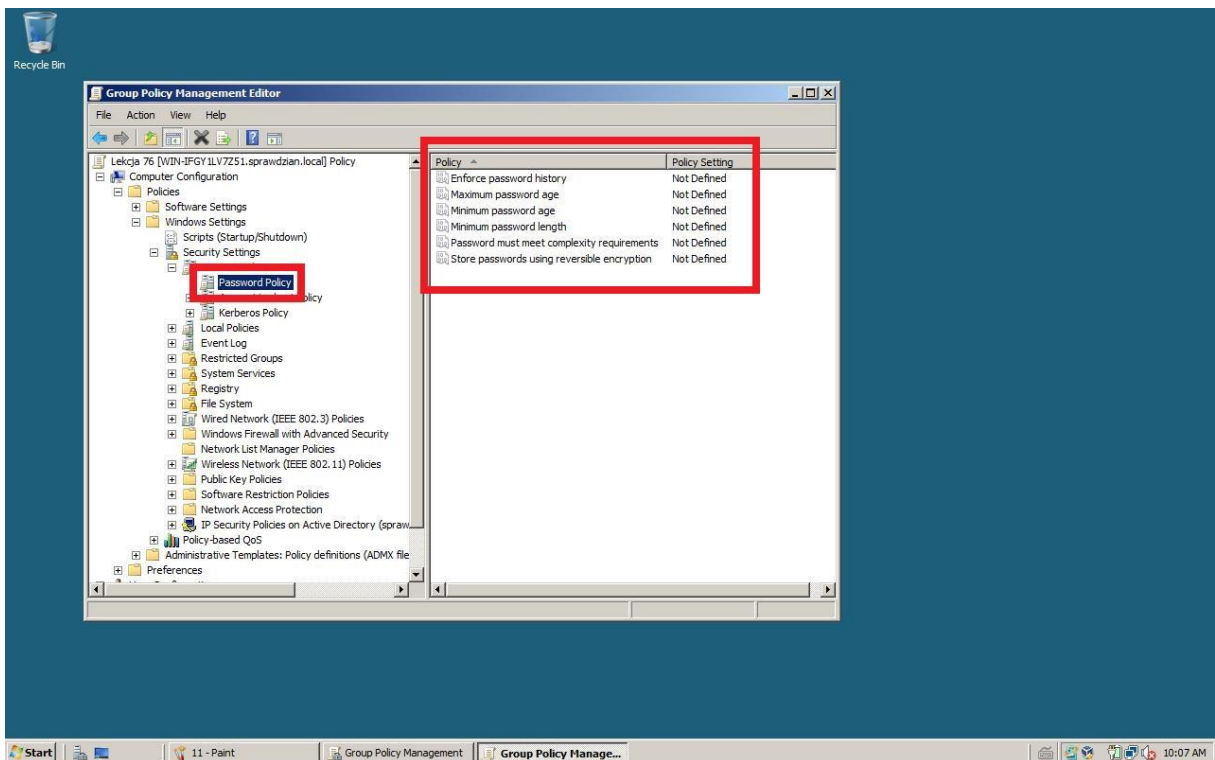 Recycle Bin
Group Policy Management Editor
File Action View Help
Lekcja 76 [WIN-IFGY1LV7Z51.sprawdzian.local] Policy
Computer Configuration
Policies
Software Settings
Windows Settings
Scripts (Startup/Shutdown)
Security Settings
Password Policy
olicy
Kerberos Policy
Local Policies
Event Log
Restricted Groups
System Services
Registry
File System
Wired Network (IEEE 802.3) Policies
Windows Firewall with Advanced Security
Network List Manager Policies
Wireless Network (IEEE 802.11) Policies
Public Key Policies
Software Restriction Policies
Network Access Protection
IP Security Policies on Active Directory (spraw
Policy-based QoS
Administrative Templates: Policy definitions (ADMX file
Preferences
Policy Policy Setting
Enforce password history Not Defined
Maximum password age Not Defined
Minimum password age Not Defined
Minimum password length Not Defined
Password must meet complexity requirements Not Defined
Store passwords using reversible encryption Not Defined
Start 11 - Paint Group Policy Management Group Policy Manage... 10:07 AM